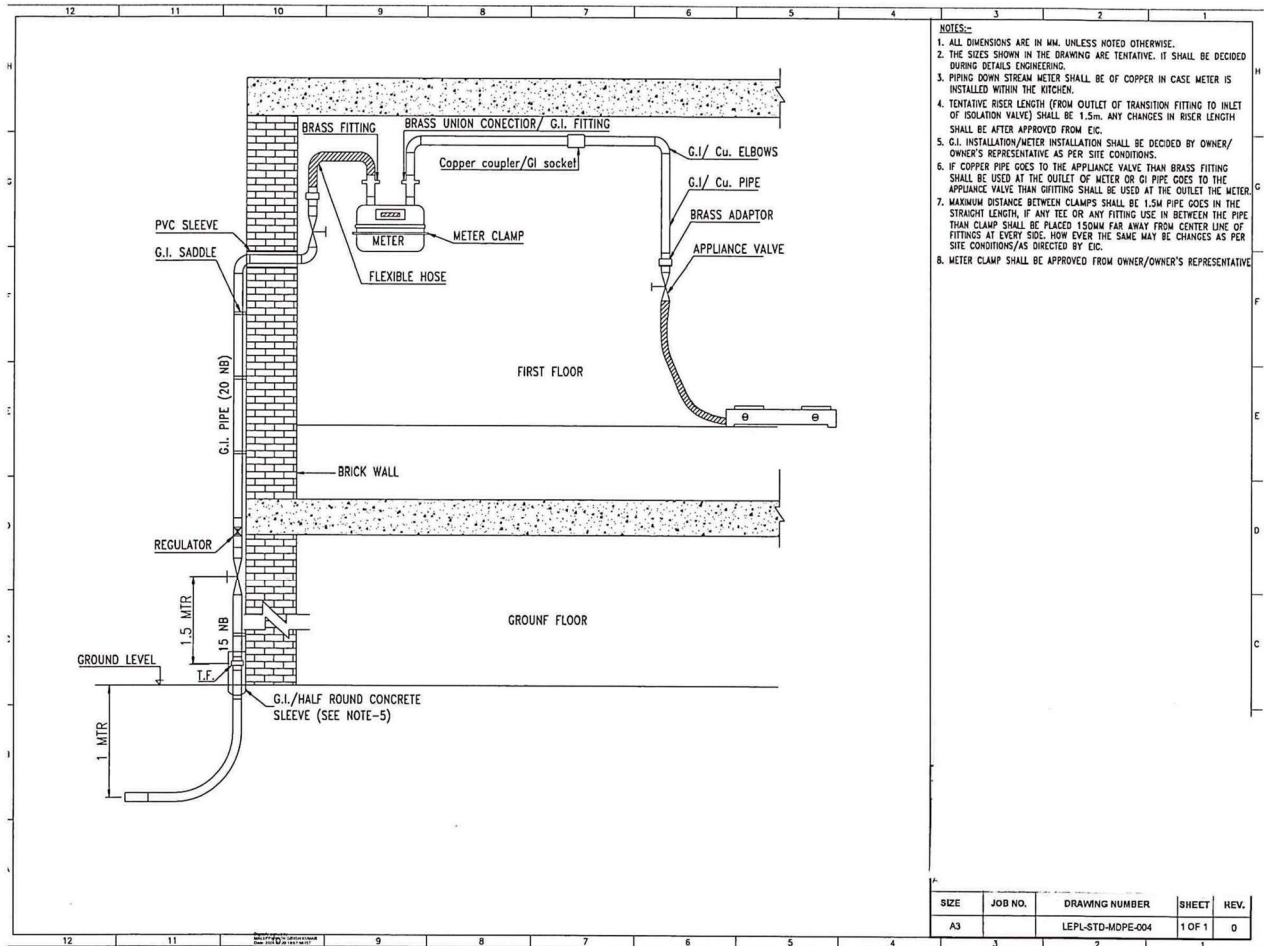 12 11 10 9 8 7 6 5 4 3 2 1
H
G
F
E
D
C
NOTES:-
1. ALL DIMENSIONS ARE IN MM. UNLESS NOTED OTHERWISE.
2. THE SIZES SHOWN IN THE DRAWING ARE TENTATIVE. IT SHALL BE DECIDED
DURING DETAILS ENGINEERING.
3. PIPING DOWN STREAM METER SHALL BE OF COPPER IN CASE METER IS
INSTALLED WITHIN THE KITCHEN.
4. TENTATIVE RISER LENGTH (FROM OUTLET OF TRANSITION FITTING TO INLET
OF ISOLATION VALVE) SHALL BE 1.5m. ANY CHANGES IN RISER LENGTH
SHALL BE AFTER APPROVED FROM EIC.
5. G.I. INSTALLATION/METER INSTALLATION SHALL BE DECIDED BY OWNER/
OWNER'S REPRESENTATIVE AS PER SITE CONDITIONS.
6. IF COPPER PIPE GOES TO THE APPLIANCE VALVE THAN BRASS FITTING
SHALL BE USED AT THE OUTLET OF METER OR GI PIPE GOES TO THE
APPLIANCE VALVE THAN GIFITTING SHALL BE USED AT THE OUTLET THE METER.
7. MAXIMUM DISTANCE BETWEEN CLAMPS SHALL BE 1.5M PIPE GOES IN THE
STRAIGHT LENGTH, IF ANY TEE OR ANY FITTING USE IN BETWEEN THE PIPE
THAN CLAMP SHALL BE PLACED 150MM FAR AWAY FROM CENTER LINE OF
FITTINGS AT EVERY SIDE. HOW EVER THE SAME MAY BE CHANGES AS PER
SITE CONDITIONS/AS DIRECTED BY EIC.
8. METER CLAMP SHALL BE APPROVED FROM OWNER/OWNER'S REPRESENTATIVE
BRASS FITTING
BRASS UNION CONECTIOR/ G.I. FITTING
Copper coupler/GI socket
G.I/ Cu. ELBOWS
G.I/ Cu. PIPE
BRASS ADAPTOR
APPLIANCE VALVE
PVC SLEEVE
G.I. SADDLE
METER
METER CLAMP
FLEXIBLE HOSE
G.I. PIPE (20 NB)
FIRST FLOOR
BRICK WALL
REGULATOR
1.5 MTR
15 NB
GROUNF FLOOR
GROUND LEVEL
T.F.
G.I./HALF ROUND CONCRETE
SLEEVE (SEE NOTE-5)
1 MTR
SIZE JOB NO. DRAWING NUMBER SHEET REV.
A3 LEPL-STD-MDPE-004 1 OF 1 0
12 11 9 8 7 6 5 4 3 2 1